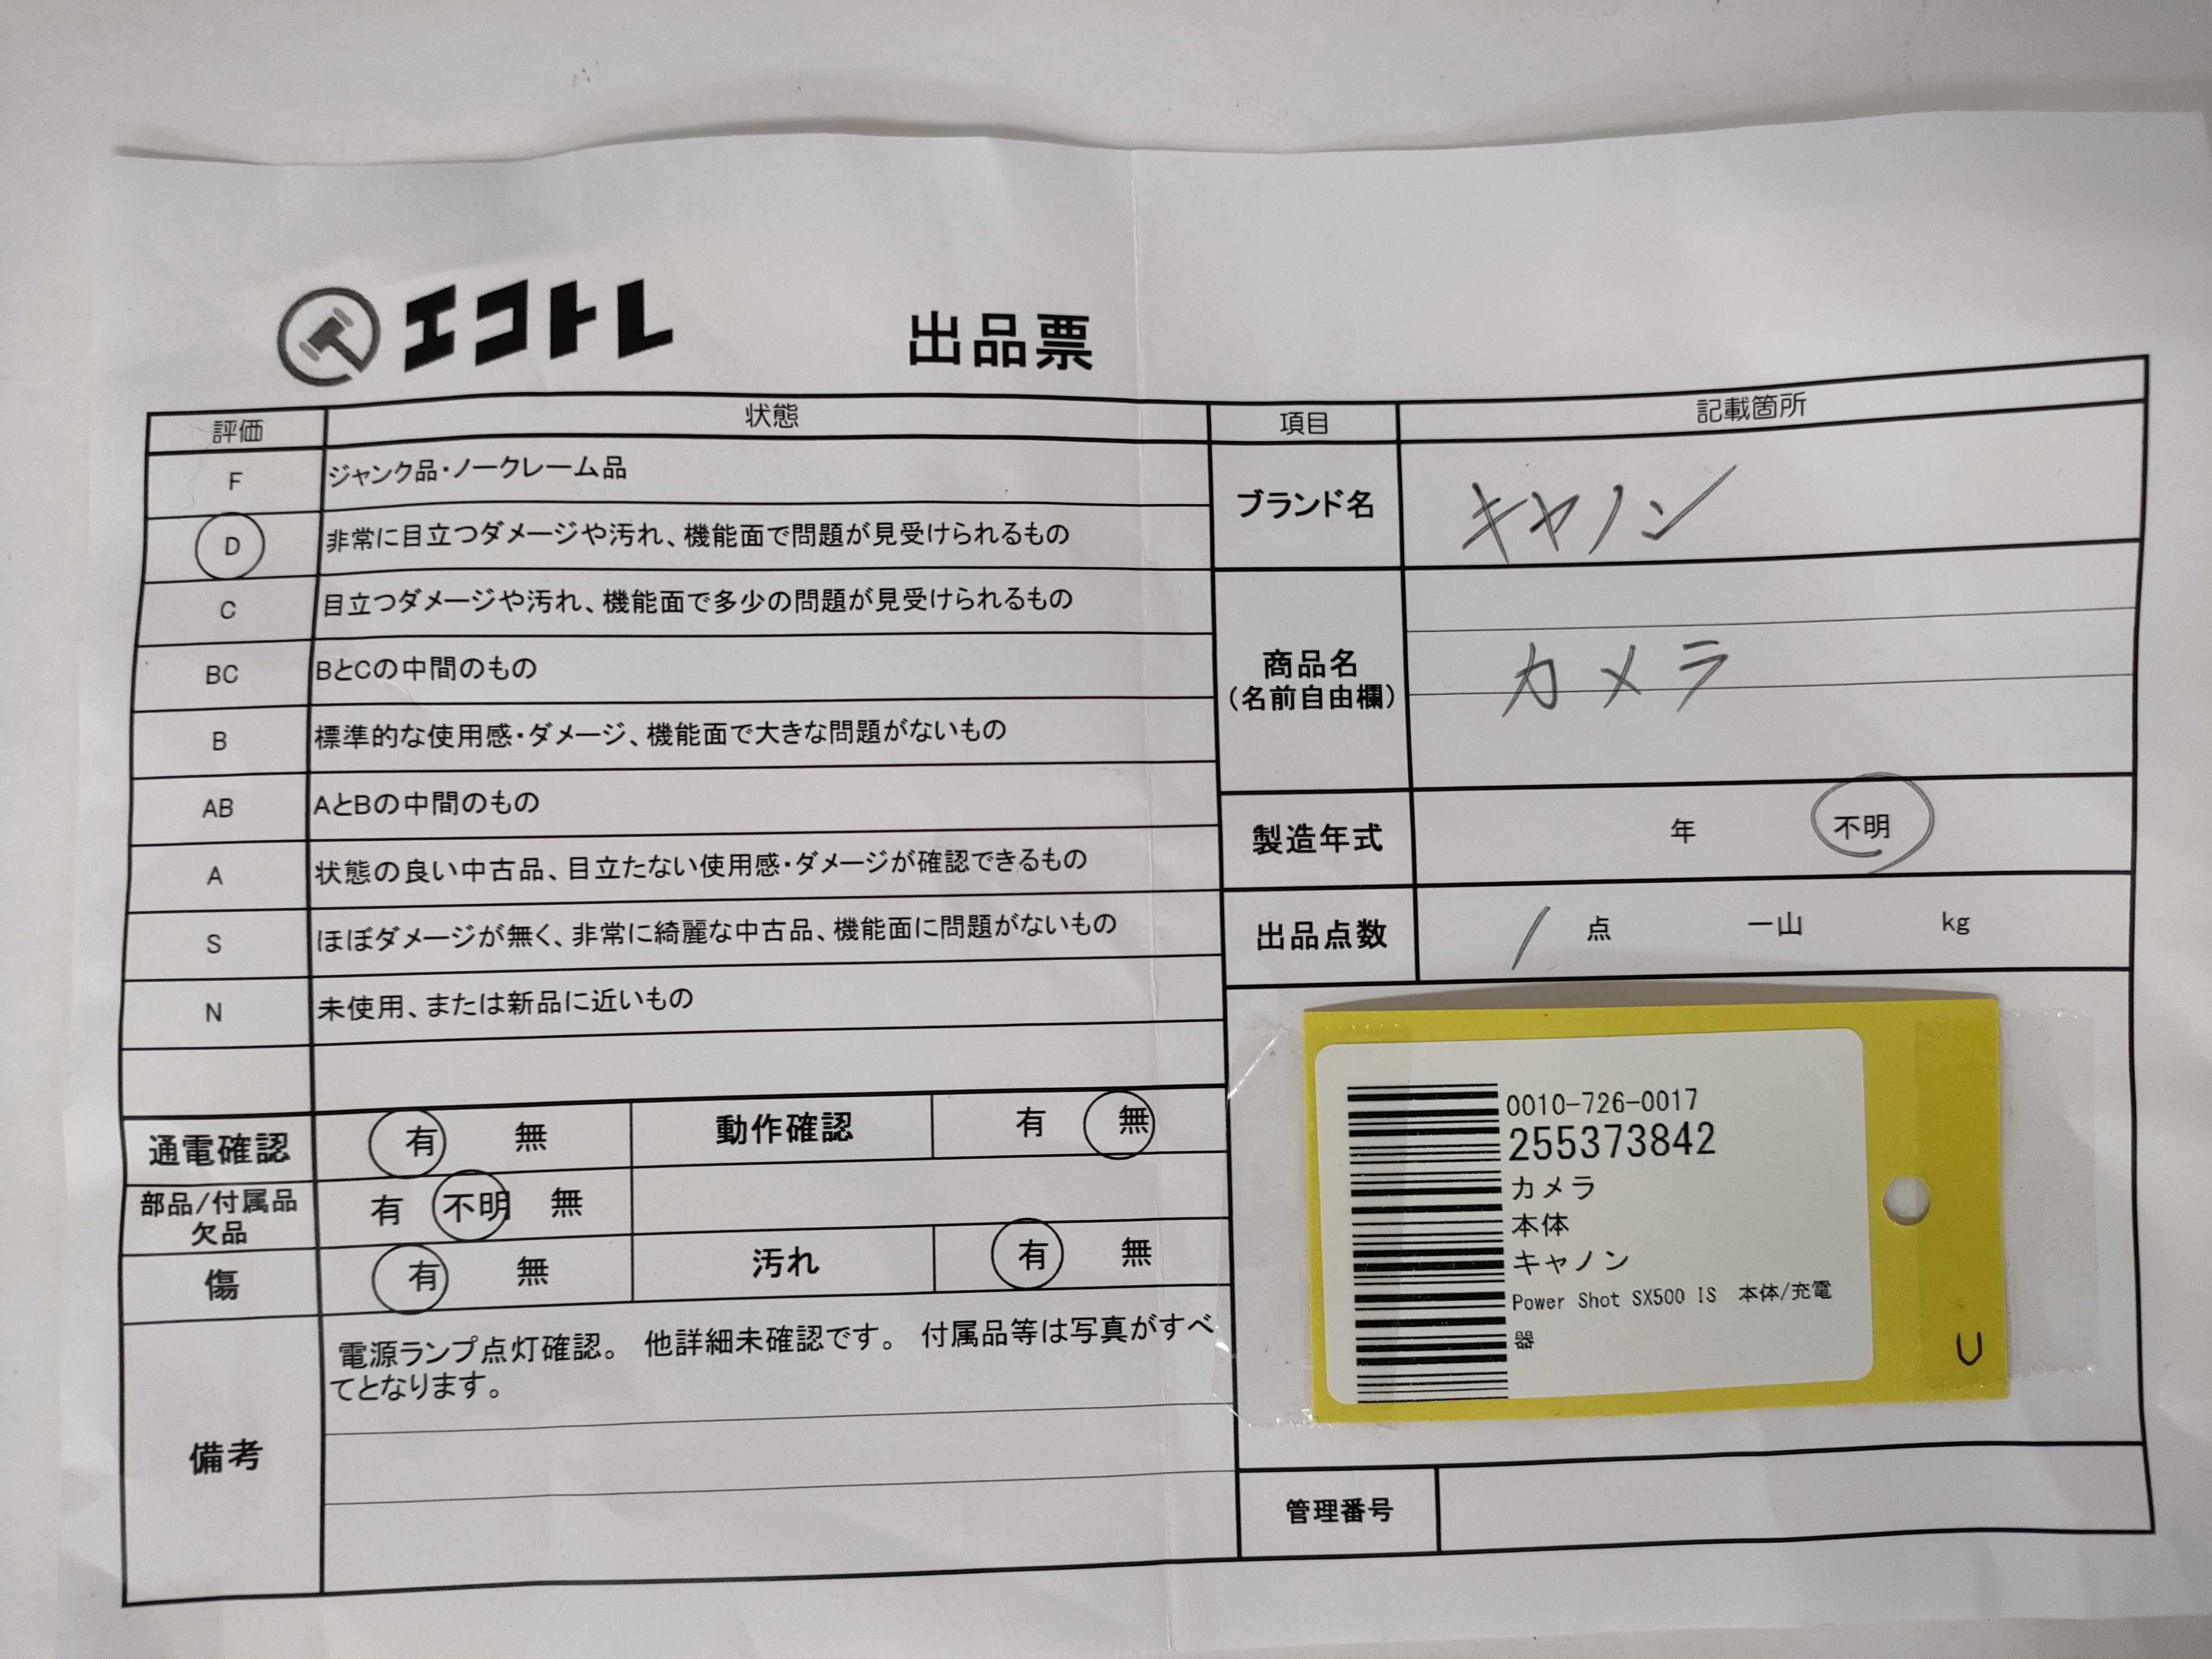 エコトレ
出品票
評価 状態
F ジャンク品・ノークレーム品
D 非常に目立つダメージや汚れ、機能面で問題が見受けられるもの
C 目立つダメージや汚れ、機能面で多少の問題が見受けられるもの
BC BとCの中間のもの
B 標準的な使用感・ダメージ、機能面で大きな問題がないもの
AB AとBの中間のもの
A 状態の良い中古品、目立たない使用感・ダメージが確認できるもの
S ほぼダメージが無く、非常に綺麗な中古品、機能面に問題がないもの
N 未使用、または新品に近いもの
通電確認 有 無 動作確認 有 無
部品/付属品
欠品
有 不明 無
傷 有 無 汚れ 有 無
備考
電源ランプ点灯確認。 他詳細未確認です。 付属品等は写真がすべ
てとなります。
項目 記載箇所
ブランド名 キヤノン
商品名
(名前自由欄)
カメラ
製造年式 年 不明
出品点数 1 点 一山 kg
0010-726-0017
255373842
カメラ
本体
キャノン
Power Shot SX500 IS 本体/充電
器
U
管理番号